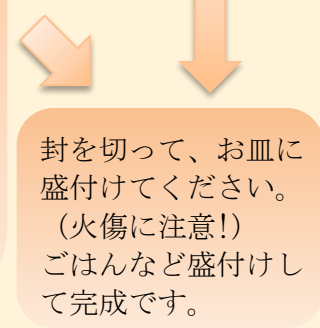 封を切って、お皿に
盛付けてください。
（火傷に注意!）
ごはんなど盛付けし
て完成です。